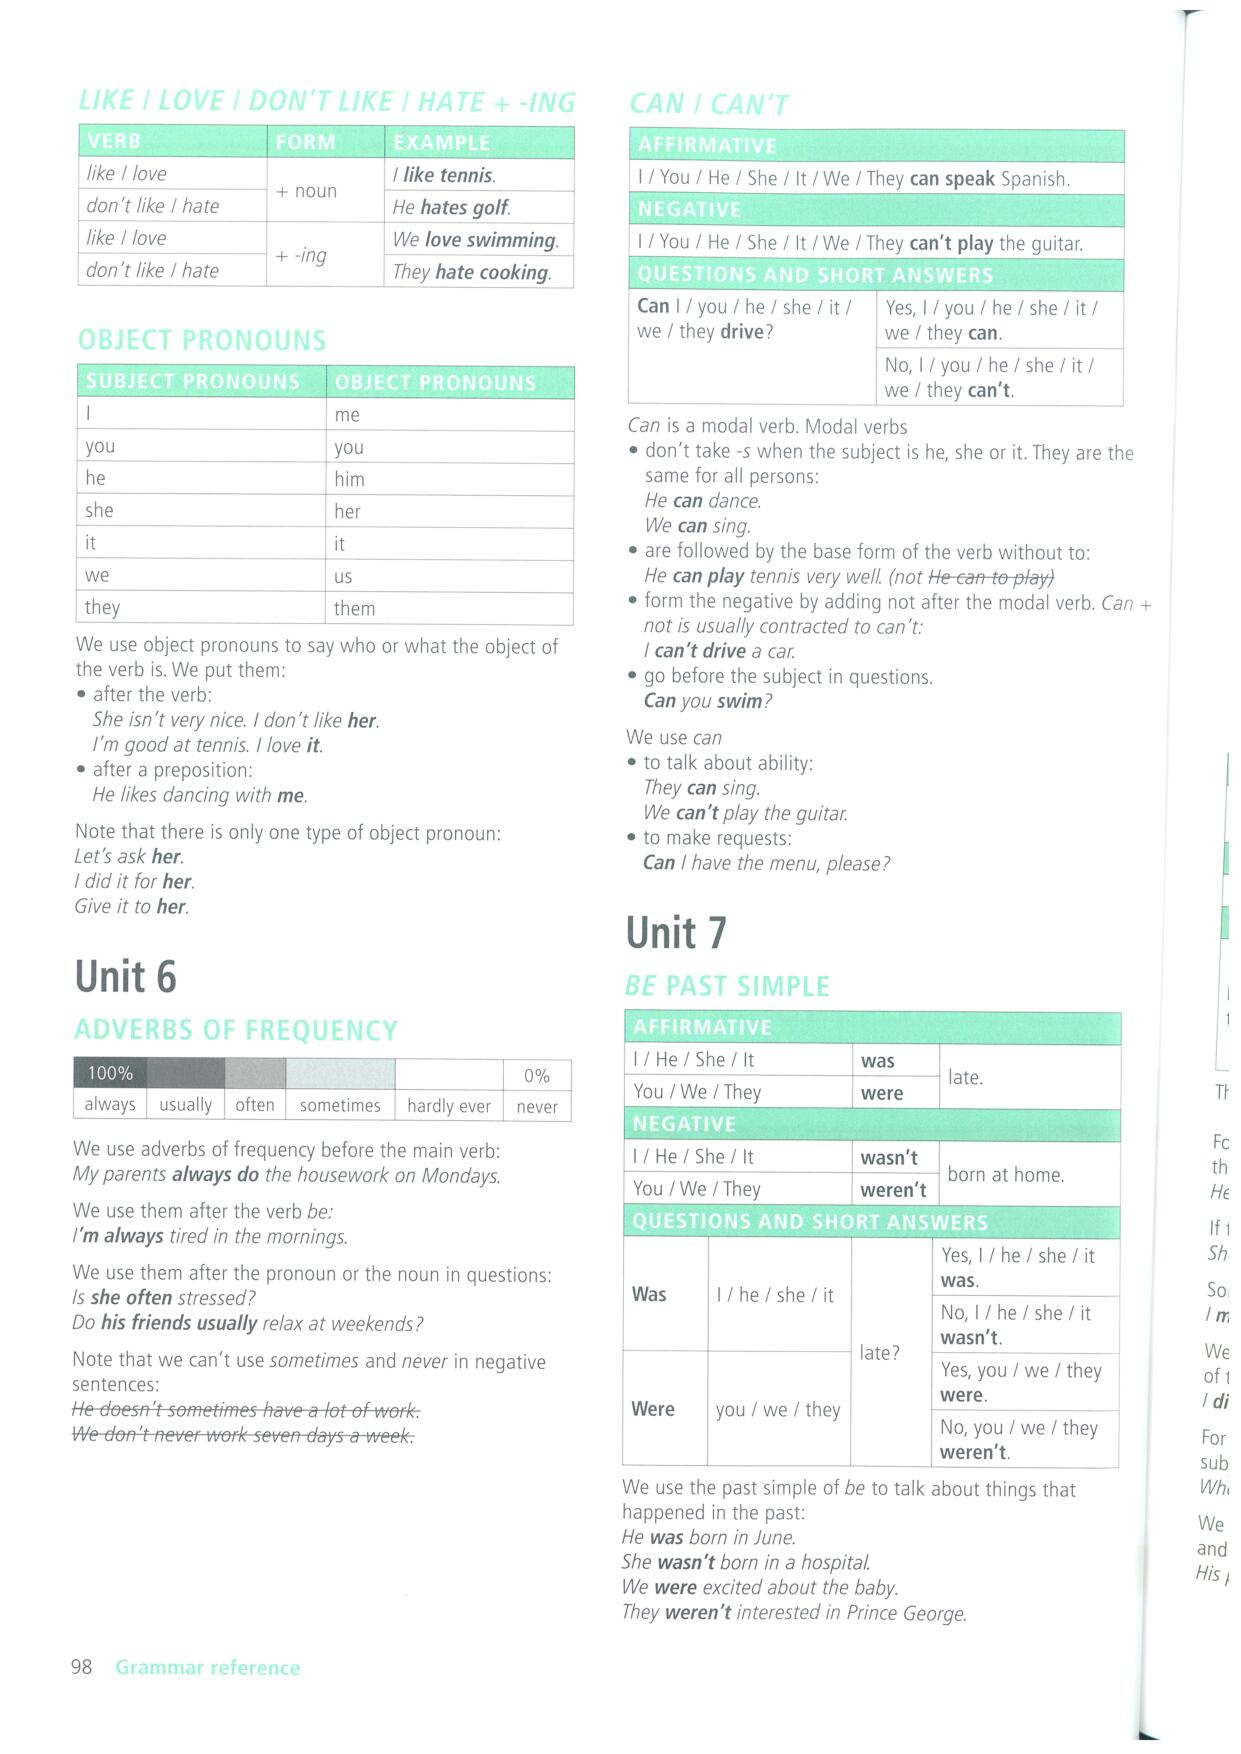 LIKE / LOVE / DON'T LIKE / HATE + -ING
VERB FORM EXAMPLE
like / love + noun I like tennis.
don't like / hate He hates golf.
like / love + -ing We love swimming.
don't like / hate They hate cooking.
OBJECT PRONOUNS
SUBJECT PRONOUNS OBJECT PRONOUNS
I me
you you
he him
she her
it it
we us
they them
We use object pronouns to say who or what the object of
the verb is. We put them:
• after the verb:
She isn't very nice. I don't like her.
I'm good at tennis. I love it.
• after a preposition:
He likes dancing with me.
Note that there is only one type of object pronoun:
Let's ask her.
I did it for her.
Give it to her.
Unit 6
ADVERBS OF FREQUENCY
100% 0%
always usually often sometimes hardly ever never
We use adverbs of frequency before the main verb:
My parents always do the housework on Mondays.
We use them after the verb be:
I'm always tired in the mornings.
We use them after the pronoun or the noun in questions:
Is she often stressed?
Do his friends usually relax at weekends?
Note that we can't use sometimes and never in negative
sentences:
He doesn't sometimes have a lot of work.
We don't never work seven days a week.
CAN / CAN'T
AFFIRMATIVE
I / You / He / She / It / We / They can speak Spanish.
NEGATIVE
I / You / He / She / It / We / They can't play the guitar.
QUESTIONS AND SHORT ANSWERS
Can I / you / he / she / it /
we / they drive?
Yes, I / you / he / she / it /
we / they can.
No, I / you / he / she / it /
we / they can't.
Can is a modal verb. Modal verbs
• don't take -s when the subject is he, she or it. They are the
same for all persons:
He can dance.
We can sing.
• are followed by the base form of the verb without to:
He can play tennis very well. (not He can to play)
• form the negative by adding not after the modal verb. Can +
not is usually contracted to can't:
I can't drive a car.
• go before the subject in questions.
Can you swim?
We use can
• to talk about ability:
They can sing.
We can't play the guitar.
• to make requests:
Can I have the menu, please?
Unit 7
BE PAST SIMPLE
AFFIRMATIVE
I / He / She / It was late.
You / We / They were
NEGATIVE
I / He / She / It wasn't born at home.
You / We / They weren't
QUESTIONS AND SHORT ANSWERS
Was I / he / she / it late?
Yes, I / he / she / it
was.
No, I / he / she / it
wasn't.
Were you / we / they
Yes, you / we / they
were.
No, you / we / they
weren't.
We use the past simple of be to talk about things that
happened in the past:
He was born in June.
She wasn't born in a hospital.
We were excited about the baby.
They weren't interested in Prince George.
98 Grammar reference
He
If
We
For
We
and
His